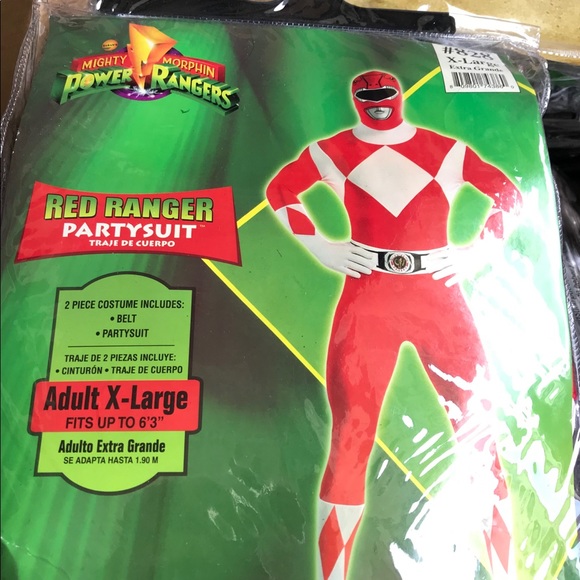 MIGHTY MORPHIN
POWER RANGERS
X-Large
Extra Grande
RED RANGER
PARTYSUIT™
TRAJE DE CUERPO
2 PIECE COSTUME INCLUDES:
• BELT
• PARTYSUIT
TRAJE DE 2 PIEZAS INCLUYE:
• CINTURÓN • TRAJE DE CUERPO
Adult X-Large
FITS UP TO 6'3"
Adulto Extra Grande
SE ADAPTA HASTA 1.90 M